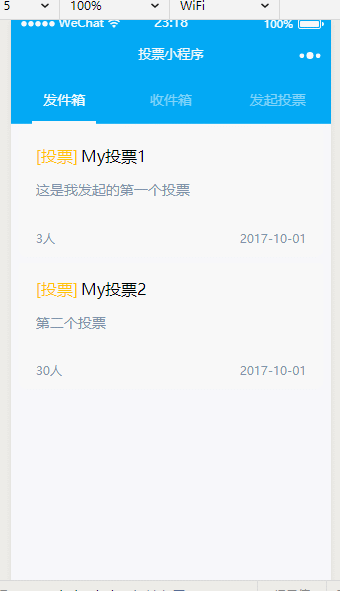 5 100% WiFi
WeChat 23:18 100%
投票小程序
发件箱 收件箱 发起投票
[投票] My投票1
这是我发起的第一个投票
3人 2017-10-01
[投票] My投票2
第二个投票
30人 2017-10-01